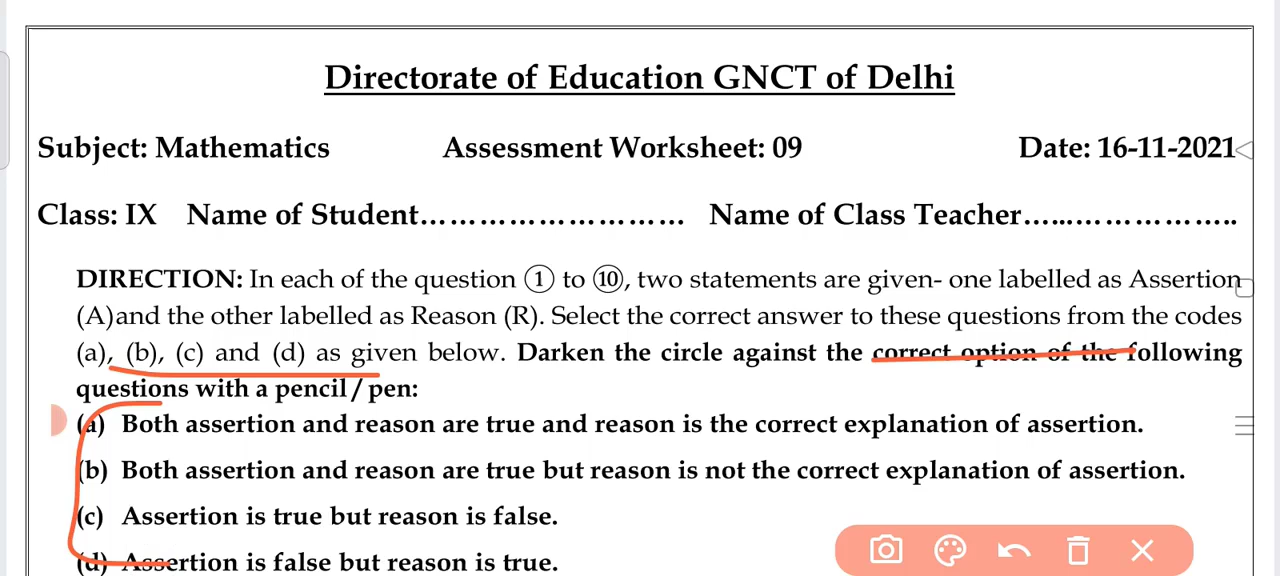 Directorate of Education GNCT of Delhi
Subject: Mathematics Assessment Worksheet: 09 Date: 16-11-2021
Class: IX Name of Student........................ Name of Class Teacher.....................
DIRECTION: In each of the question ① to ⑩, two statements are given- one labelled as Assertion
(A)and the other labelled as Reason (R). Select the correct answer to these questions from the codes
(a), (b), (c) and (d) as given below. Darken the circle against the correct option of the following
questions with a pencil/pen:
(a) Both assertion and reason are true and reason is the correct explanation of assertion.
(b) Both assertion and reason are true but reason is not the correct explanation of assertion.
(c) Assertion is true but reason is false.
(d) Assertion is false but reason is true.